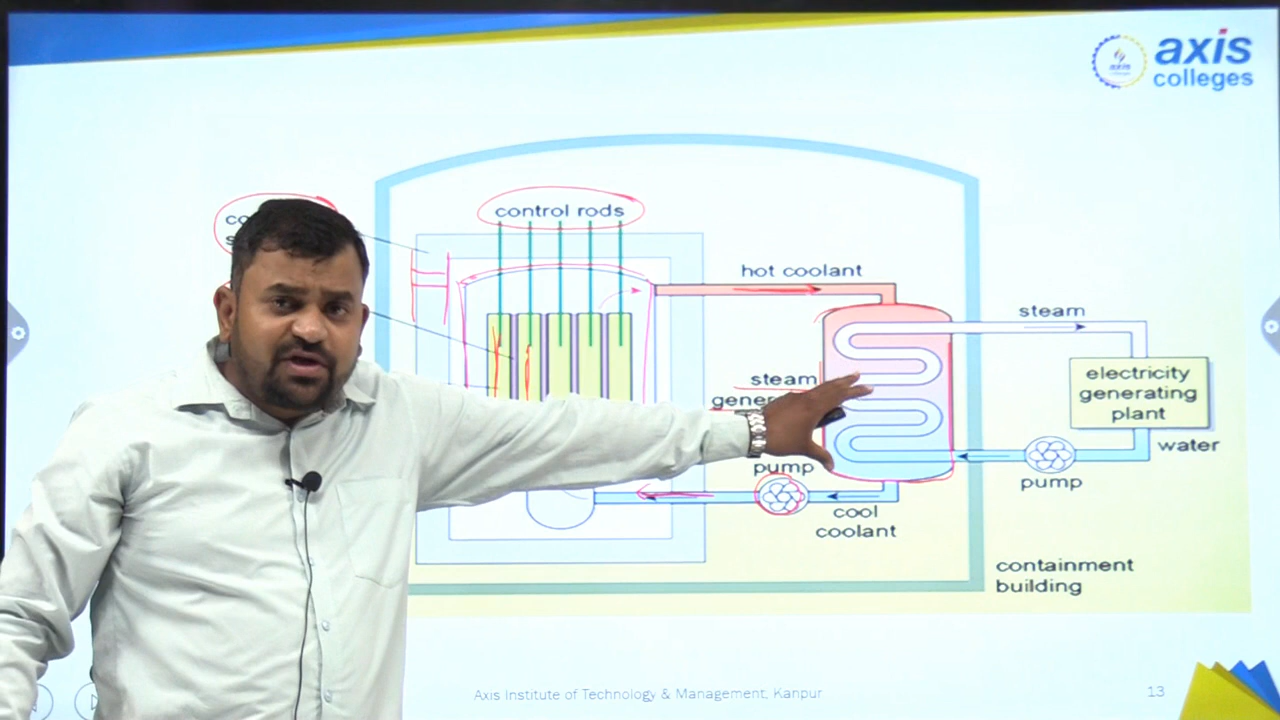 axis
colleges
control rods
hot coolant
steam
steam
electricity
generating
plant
water
pump
pump
cool
coolant
containment
building
Axis Institute of Technology & Management, Kanpur
13